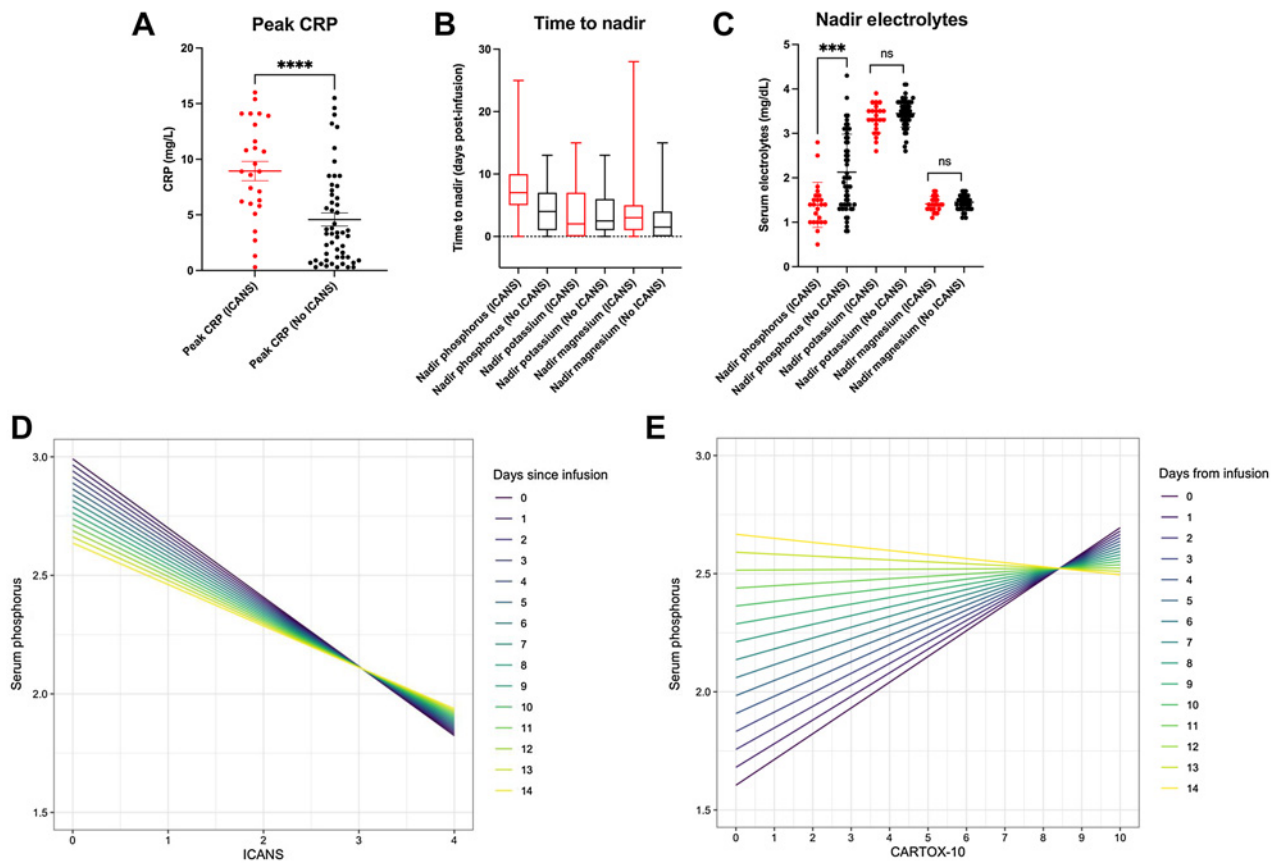 A
Peak CRP
CRP (mg/L)
20
15
10
5
0
****
Peak CRP (ICANS)
Peak CRP (No ICANS)
B
Time to nadir
Time to nadir (days post-infusion)
30
20
10
0
Nadir phosphorus (ICANS)
Nadir phosphorus (No ICANS)
Nadir potassium (ICANS)
Nadir potassium (No ICANS)
Nadir magnesium (ICANS)
Nadir magnesium (No ICANS)
C
Nadir electrolytes
Serum electrolytes (mg/dL)
5
4
3
2
1
0
***
ns
ns
Nadir phosphorus (ICANS)
Nadir phosphorus (No ICANS)
Nadir potassium (ICANS)
Nadir potassium (No ICANS)
Nadir magnesium (ICANS)
Nadir magnesium (No ICANS)
D
Serum phosphorus
3.0
2.5
2.0
1.5
0 1 2 3 4
ICANS
Days since infusion
0
1
2
3
4
5
6
7
8
9
10
11
12
13
14
E
Serum phosphorus
3.0
2.5
2.0
1.5
0 1 2 3 4 5 6 7 8 9 10
CARTOX-10
Days from infusion
0
1
2
3
4
5
6
7
8
9
10
11
12
13
14